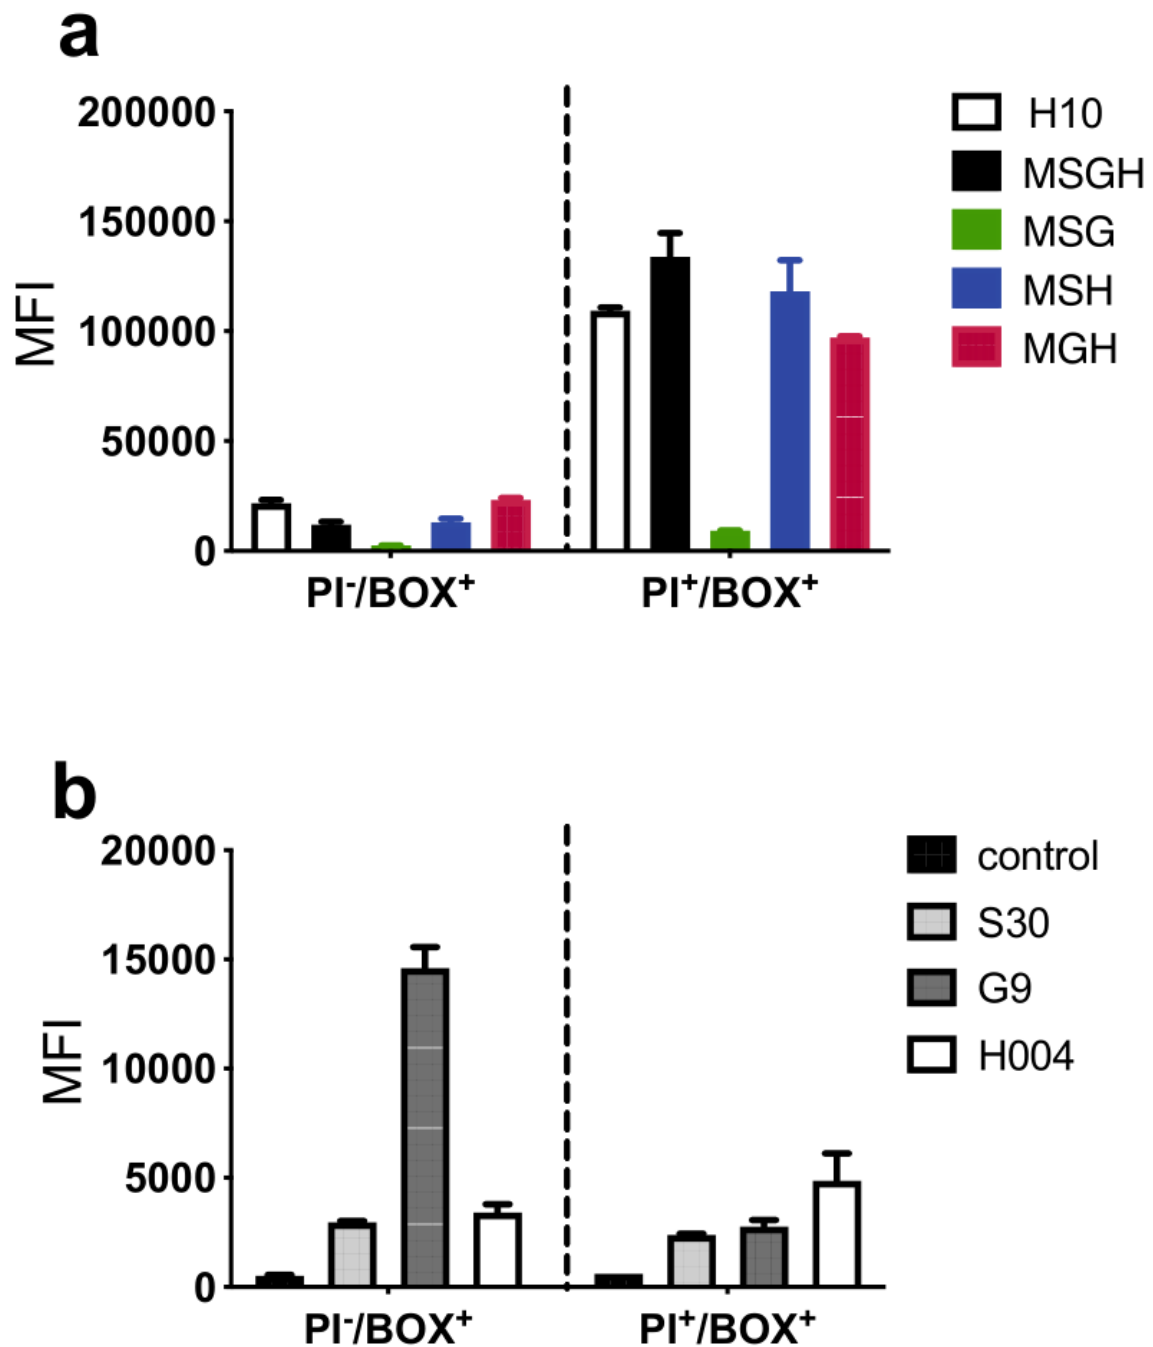 a
200000
150000
100000
50000
0
MFI
PI⁻/BOX⁺
PI⁺/BOX⁺
H10
MSGH
MSG
MSH
MGH
b
20000
15000
10000
5000
0
MFI
PI⁻/BOX⁺
PI⁺/BOX⁺
control
S30
G9
H004